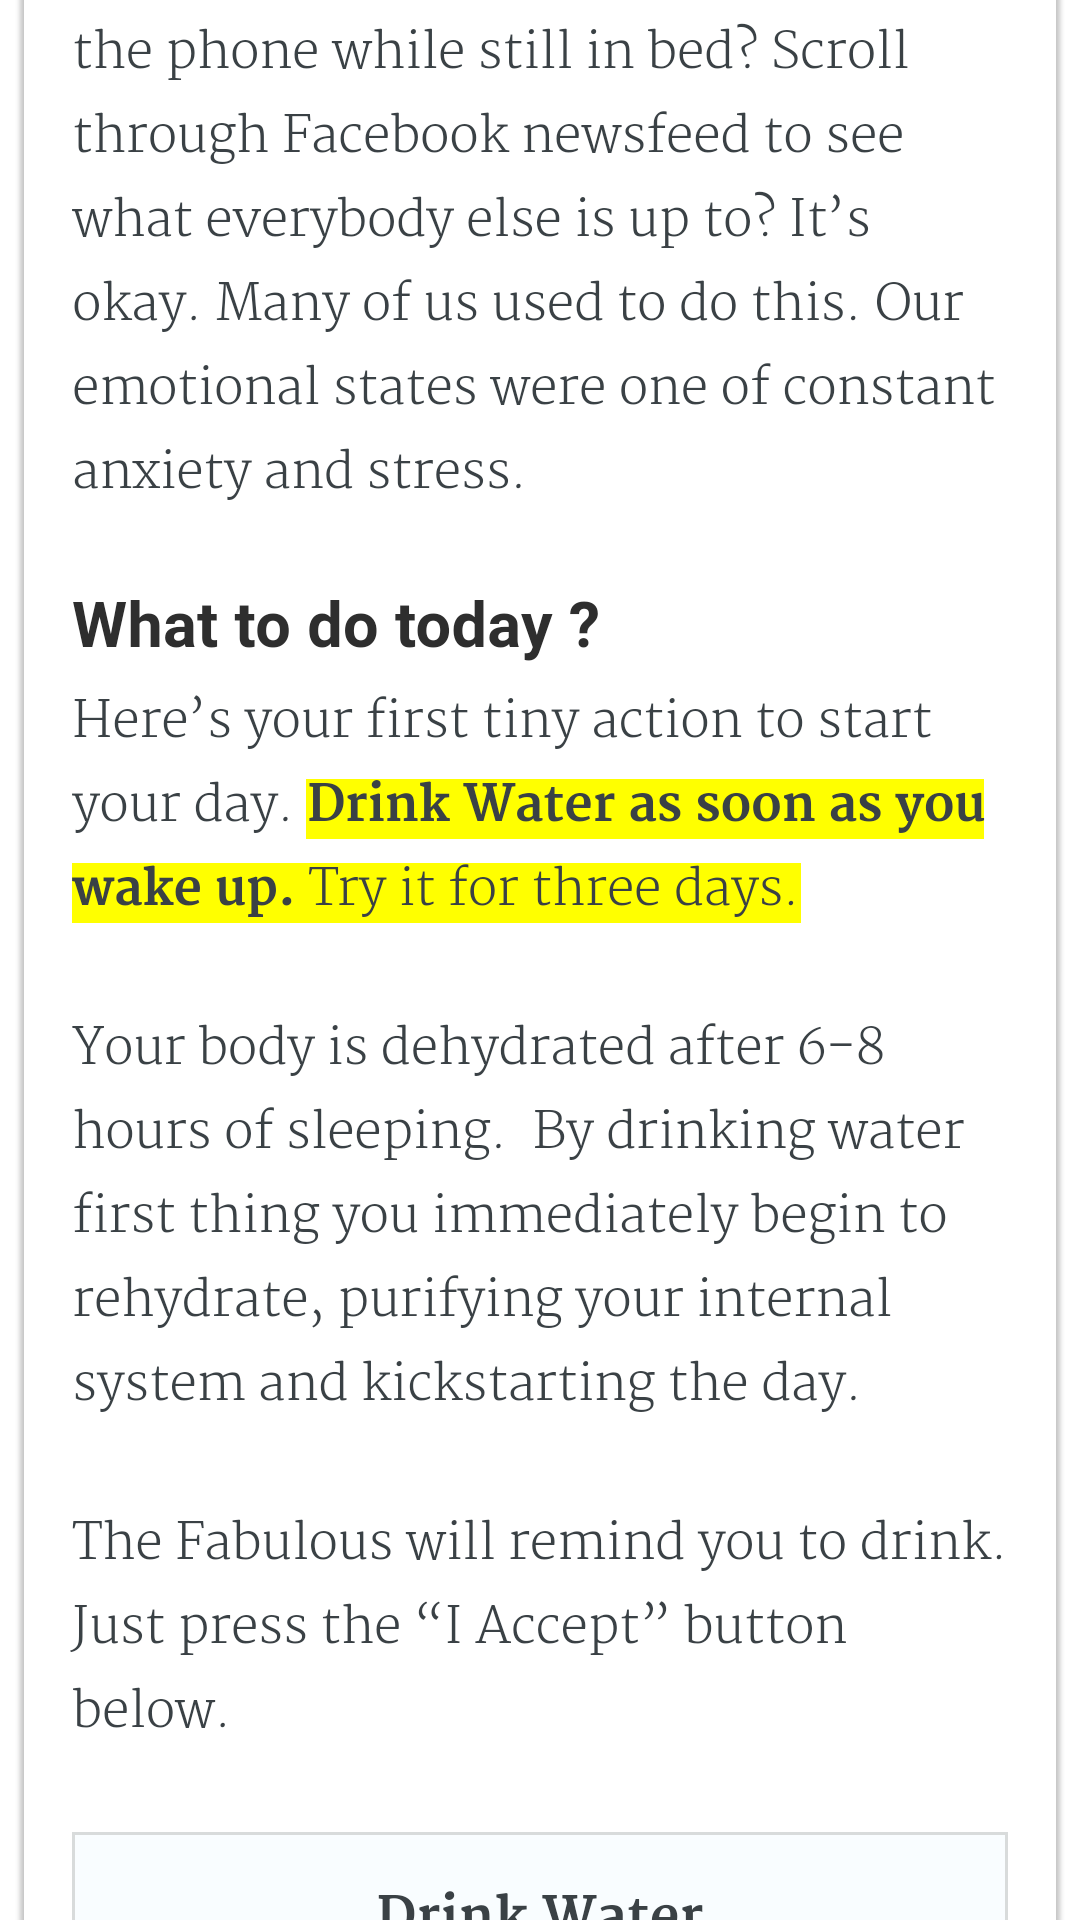 the phone while still in bed? Scroll
through Facebook newsfeed to see
what everybody else is up to? It’s
okay. Many of us used to do this. Our
emotional states were one of constant
anxiety and stress.
What to do today ?
Here’s your first tiny action to start
your day. Drink Water as soon as you
wake up. Try it for three days.
Your body is dehydrated after 6-8
hours of sleeping.  By drinking water
first thing you immediately begin to
rehydrate, purifying your internal
system and kickstarting the day.
The Fabulous will remind you to drink.
Just press the “I Accept” button
below.
Drink Water